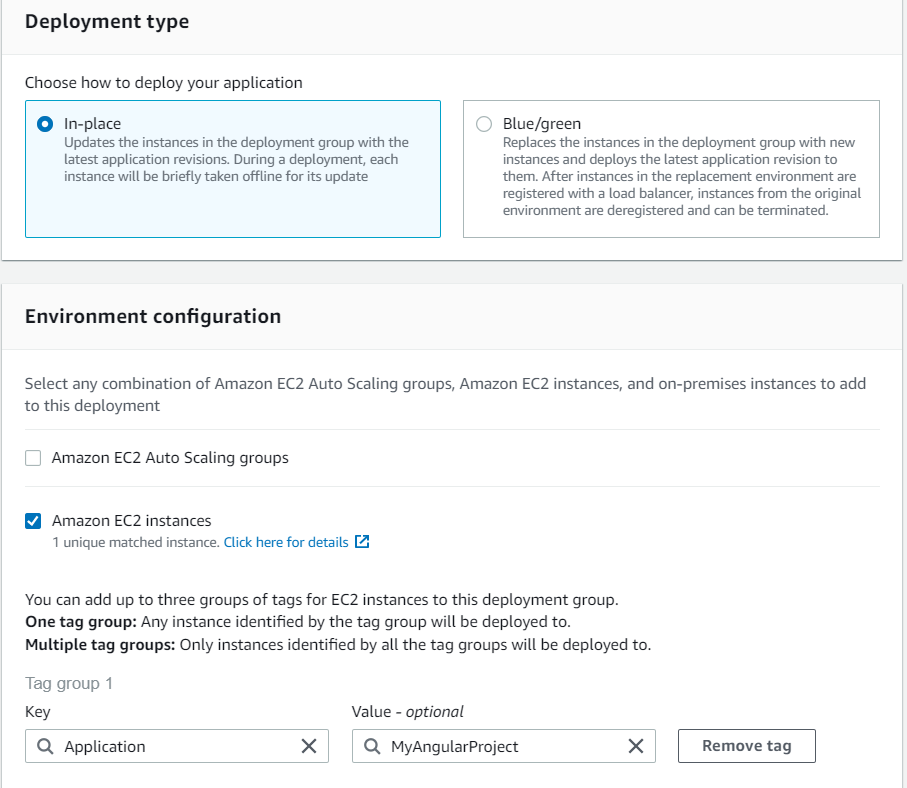 Deployment type
Choose how to deploy your application
In-place
Updates the instances in the deployment group with the
latest application revisions. During a deployment, each
instance will be briefly taken offline for its update
Blue/green
Replaces the instances in the deployment group with new
instances and deploys the latest application revision to
them. After instances in the replacement environment are
registered with a load balancer, instances from the original
environment are deregistered and can be terminated.
Environment configuration
Select any combination of Amazon EC2 Auto Scaling groups, Amazon EC2 instances, and on-premises instances to add
to this deployment
Amazon EC2 Auto Scaling groups
Amazon EC2 instances
1 unique matched instance. Click here for details
You can add up to three groups of tags for EC2 instances to this deployment group.
One tag group: Any instance identified by the tag group will be deployed to.
Multiple tag groups: Only instances identified by all the tag groups will be deployed to.
Tag group 1
Key
Value - optional
Application
MyAngularProject
Remove tag